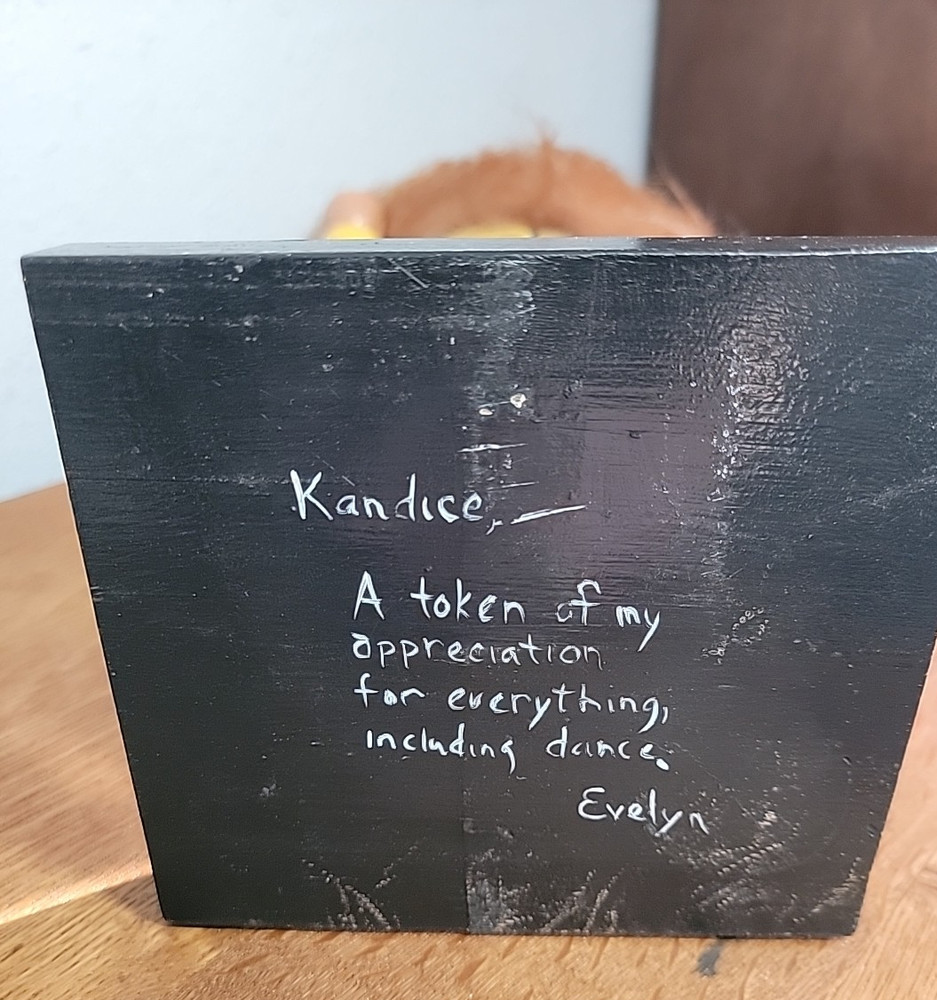 Kandice, —
A token of my
appreciation
for everything,
including dance.
Evelyn